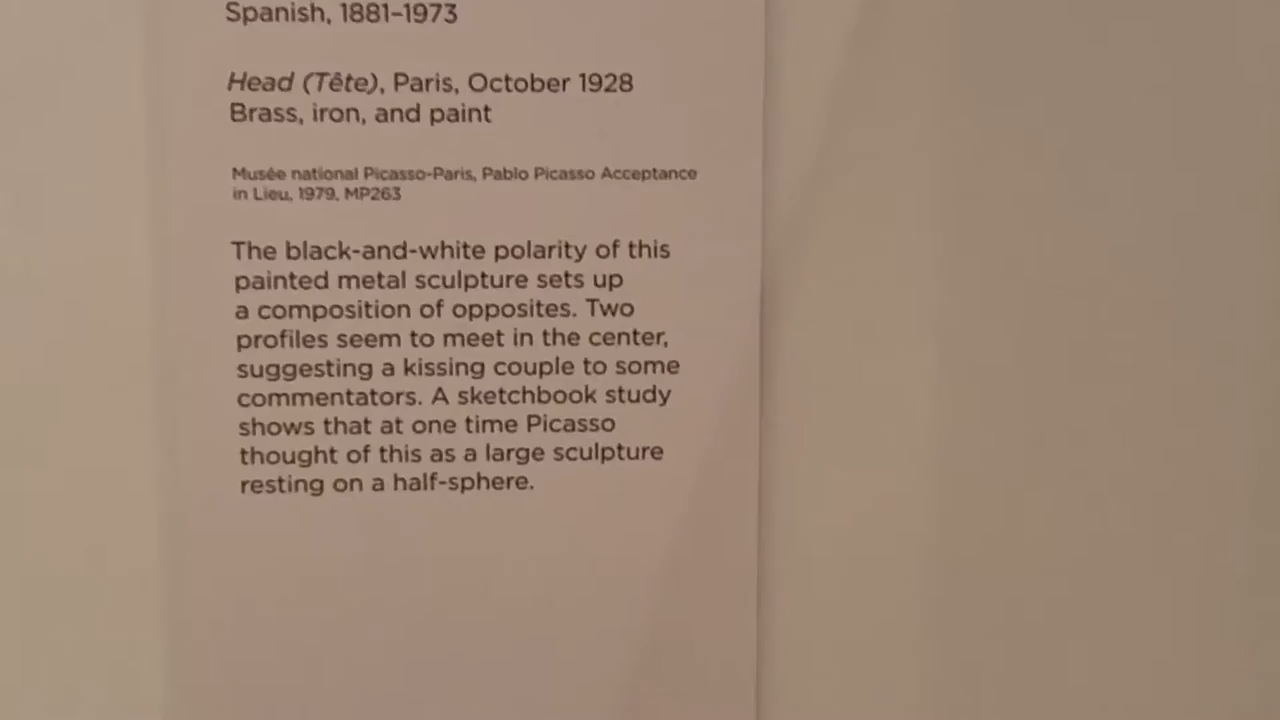 Spanish, 1881–1973
Head (Tête), Paris, October 1928
Brass, iron, and paint
Musée national Picasso-Paris, Pablo Picasso Acceptance
in Lieu, 1979, MP263
The black-and-white polarity of this
painted metal sculpture sets up
a composition of opposites. Two
profiles seem to meet in the center,
suggesting a kissing couple to some
commentators. A sketchbook study
shows that at one time Picasso
thought of this as a large sculpture
resting on a half-sphere.